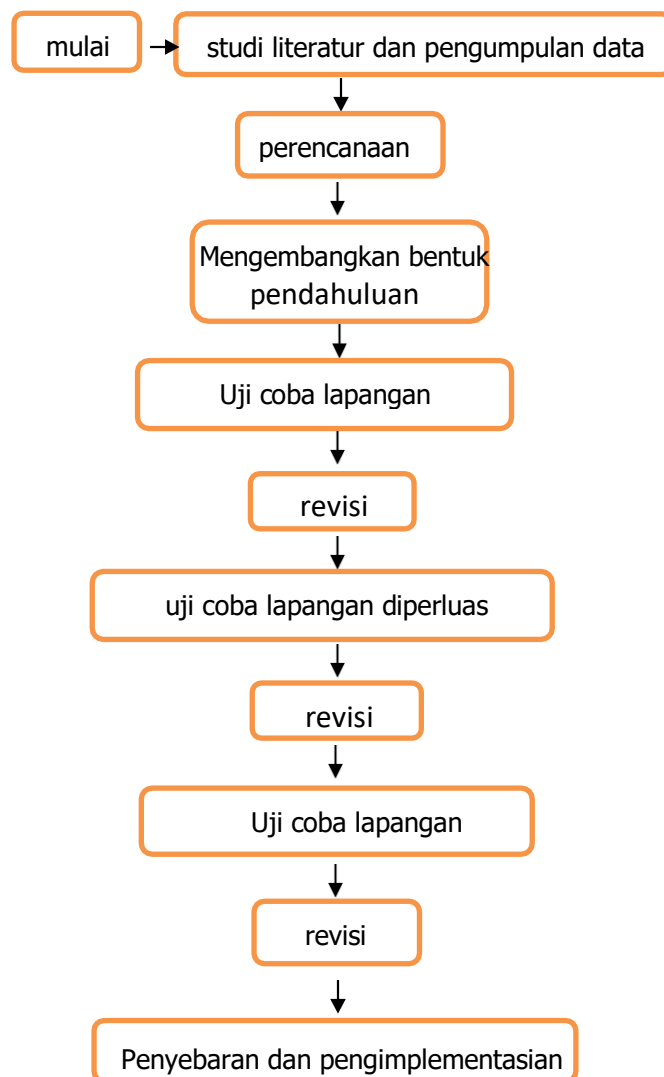 mulai
studi literatur dan pengumpulan data
perencanaan
Mengembangkan bentuk
pendahuluan
Uji coba lapangan
revisi
uji coba lapangan diperluas
revisi
Uji coba lapangan
revisi
Penyebaran dan pengimplementasian